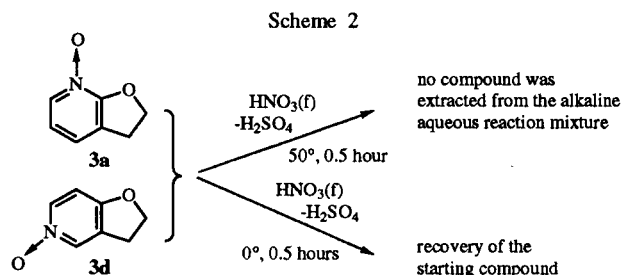 Scheme 2
O
N
O
3a
O
N
O
3d
HNO3(f)
-H2SO4
50°, 0.5 hour
no compound was
extracted from the alkaline
aqueous reaction mixture
HNO3(f)
-H2SO4
0°, 0.5 hours
recovery of the
starting compound